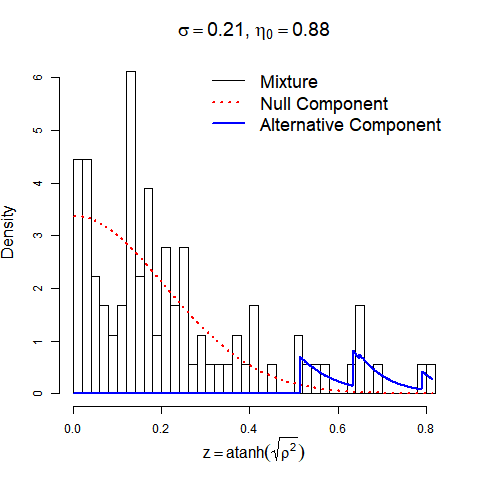 σ = 0.21, η₀ = 0.88
Mixture
Null Component
Alternative Component
Density
6
5
4
3
2
1
0
0.0 0.2 0.4 0.6 0.8
z = atanh(√ρ²)